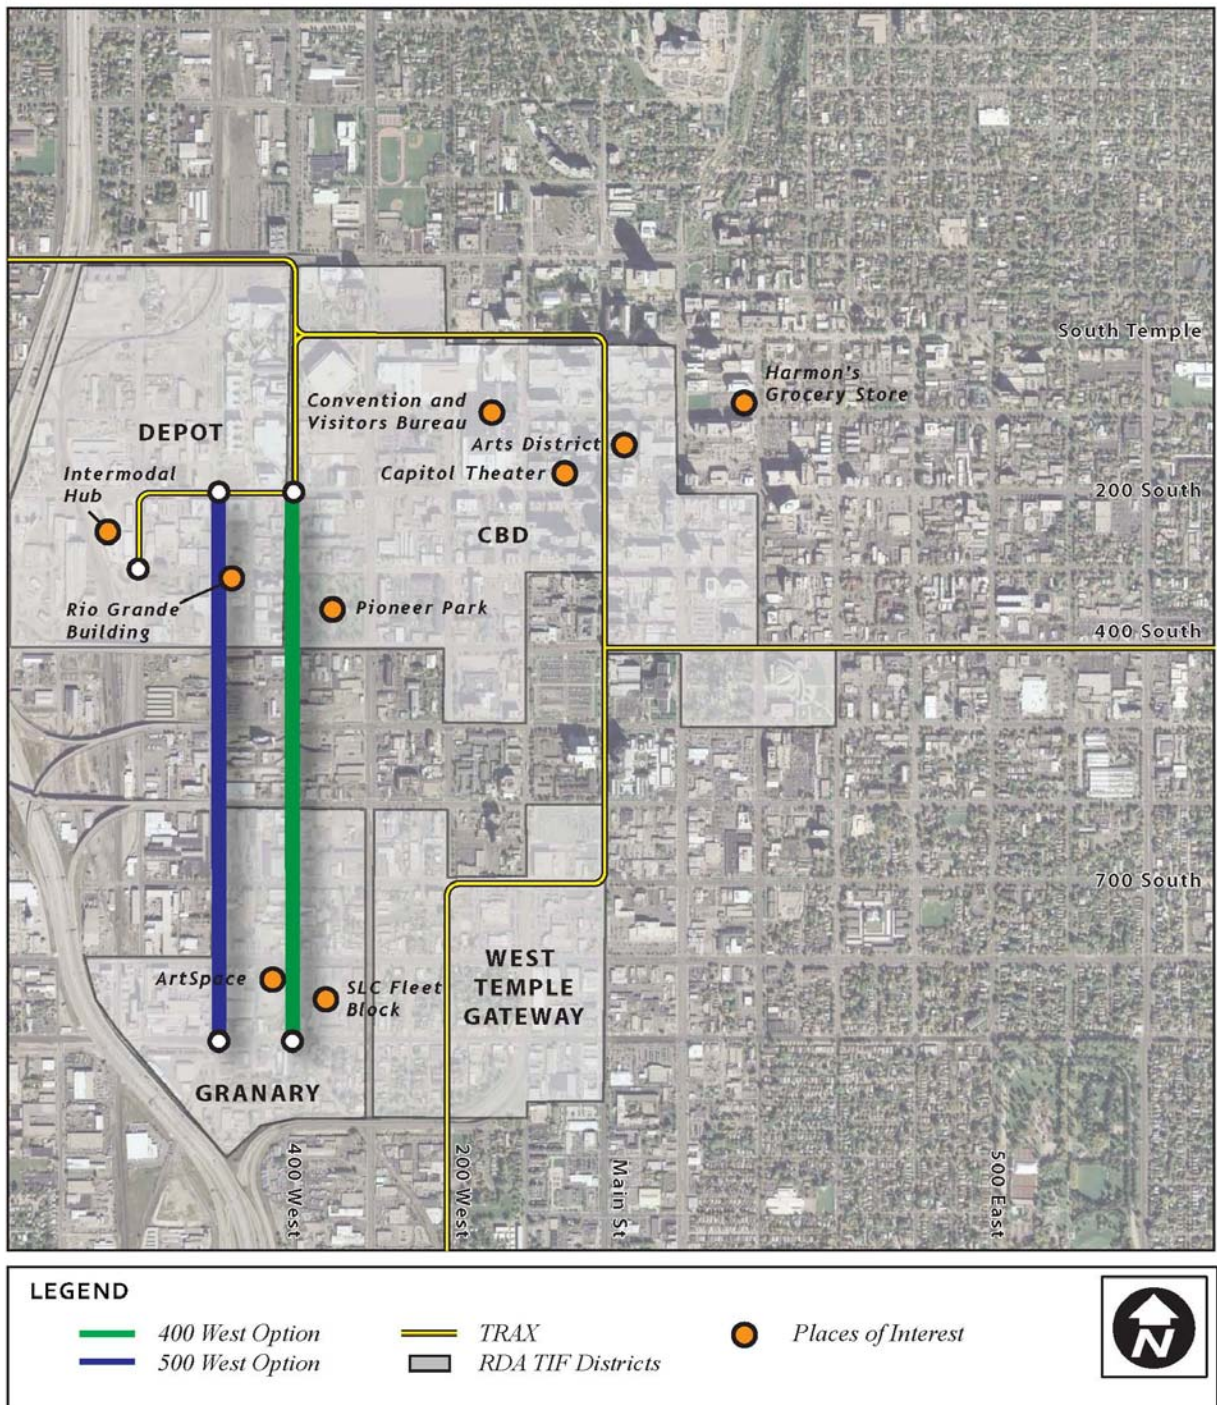 South Temple
Harmon's
Grocery Store
Convention and
Visitors Bureau
DEPOT
Arts District
Intermodal
Hub
Capitol Theater
200 South
CBD
Rio Grande
Building
Pioneer Park
400 South
700 South
WEST
TEMPLE
GATEWAY
ArtSpace
SLC Fleet
Block
GRANARY
400 West
200 West
Main St
500 East
LEGEND
400 West Option
TRAX
Places of Interest
500 West Option
RDA TIF Districts
N